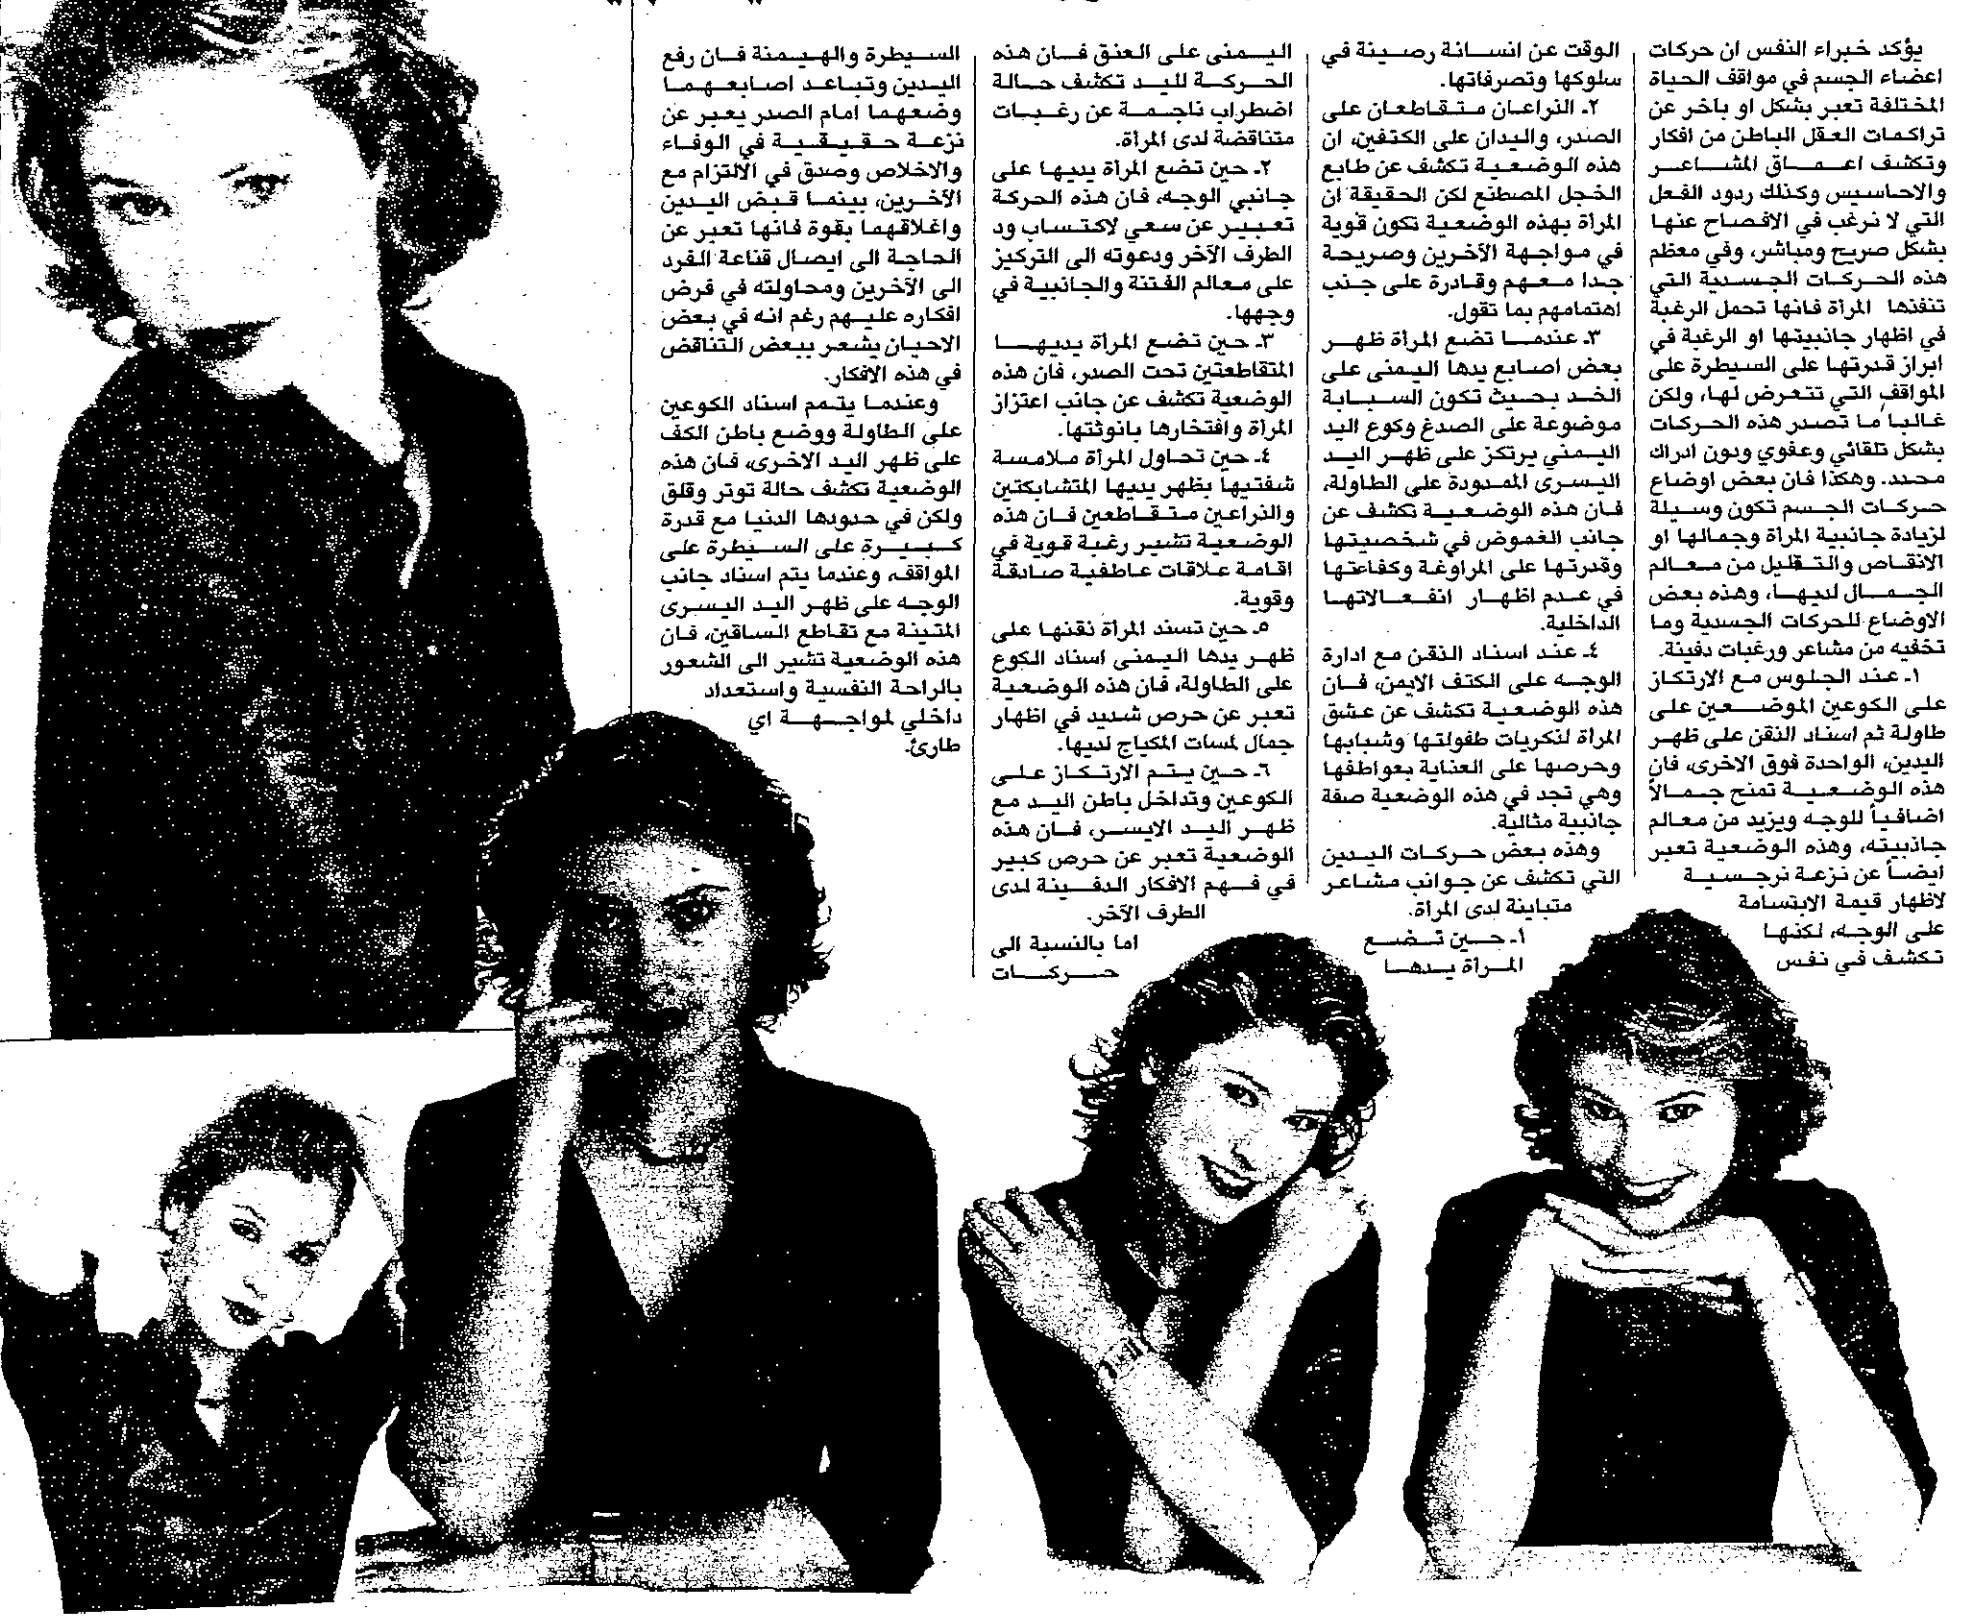 يؤكد خبراء النفس ان حركات
اعضاء الجسم في مواقف الحياة
المختلفة تعبر بشكل او باخر عن
تراكمات العقل الباطن من افكار
وتكشف اعماق المشاعر
والاحاسيس وكذلك ردود الفعل
التي لا نرغب في الافصاح عنها
بشكل صريح ومباشر، وفي معظم
هذه الحركات الجسدية التي
تنفذها المرأة فانها تحمل الرغبة
في اظهار جاذبيتها او الرغبة في
ابراز قدرتها على السيطرة على
المواقف التي تتعرض لها، ولكن
غالبا ما تصدر هذه الحركات
بشكل تلقائي وعفوي ودون ادراك
محدد. وهكذا فان بعض اوضاع
حركات الجسم تكون وسيلة
لزيادة جاذبية المرأة وجمالها او
الانقاص والتقليل من معالم
الجمال لديها، وهذه بعض
الاوضاع للحركات الجسدية وما
تخفيه من مشاعر ورغبات دفينة.
١ـ عند الجلوس مع الارتكاز
على الكوعين الموضعين على
طاولة ثم اسناد الذقن على ظهر
اليدين، الواحدة فوق الاخرى، فان
هذه الوضعية تمنح جمالاً
اضافياً للوجه ويزيد من معالم
جاذبيته، وهذه الوضعية تعبر
ايضاً عن نزعة نرجسية
لاظهار قيمة الابتسامة
على الوجه، لكنها
تكشف في نفس
الوقت عن انسانة رصينة في
سلوكها وتصرفاتها.
٢ـ الذراعان متقاطعان على
الصدر، واليدان على الكتفين، ان
هذه الوضعية تكشف عن طابع
الخجل المصطنع لكن الحقيقة ان
المرأة بهذه الوضعية تكون قوية
في مواجهة الآخرين وصريحة
جدا معهم وقادرة على جذب
اهتمامهم بما تقول.
٣ـ عندما تضع المرأة ظهر
بعض اصابع يدها اليمنى على
الخد بحيث تكون السبابة
موضوعة على الصدغ وكوع اليد
اليمني يرتكز على ظهر اليد
اليسرى الممدودة على الطاولة،
فان هذه الوضعية تكشف عن
جانب الغموض في شخصيتها
وقدرتها على المراوغة وكفاءتها
في عدم اظهار انفعالاتها
الداخلية.
٤ـ عند اسناد الذقن مع ادارة
الوجه على الكتف الايمن، فان
هذه الوضعية تكشف عن عشق
المرأة لذكريات طفولتها وشبابها
وحرصها على العناية بعواطفها
وهي تجد في هذه الوضعية صفة
جاذبية مثالية.
وهذه بعض حركات اليدين
التي تكشف عن جوانب مشاعر
متباينة لدى المرأة.
١ـ حين تضع
المرأة يدها
اليمنى على العنق فان هذه
الحركة لليد تكشف حالة
اضطراب ناجمة عن رغبات
متناقضة لدى المرأة.
٢ـ حين تضع المرأة يديها على
جانبي الوجه، فان هذه الحركة
تعبير عن سعي لاكتساب ود
الطرف الآخر ودعوته الى التركيز
على معالم الفتنة والجاذبية في
وجهها.
٣ـ حين تضع المرأة يديها
المتقاطعتين تحت الصدر، فان هذه
الوضعية تكشف عن جانب اعتزاز
المرأة وافتخارها بانوثتها.
٤ـ حين تحاول المرأة ملامسة
شفتيها بظهر يديها المتشابكتين
والذراعين متقاطعين فان هذه
الوضعية تشير رغبة قوية في
اقامة علاقات عاطفية صادقة
وقوية.
٥ـ حين تسند المرأة ذقنها على
ظهر يدها اليمنى اسناد الكوع
على الطاولة، فان هذه الوضعية
تعبر عن حرص شديد في اظهار
جمال لمسات المكياج لديها.
٦ـ حين يتم الارتكاز على
الكوعين وتداخل باطن اليد مع
ظهر اليد الايسر، فان هذه
الوضعية تعبر عن حرص كبير
في فهم الافكار الدفينة لدى
الطرف الآخر.
اما بالنسبة الى
حركات
السيطرة والهيمنة فان رفع
اليدين وتباعد اصابعهما
وضعهما امام الصدر يعبر عن
نزعة حقيقية في الوفاء
والاخلاص وصدق في الالتزام مع
الآخرين، بينما قبض اليدين
واغلاقهما بقوة فانها تعبر عن
الحاجة الى ايصال قناعة الفرد
الى الآخرين ومحاولته في فرض
افكاره عليهم رغم انه في بعض
الاحيان يشعر ببعض التناقض
في هذه الافكار.
وعندما يتمم اسناد الكوعين
على الطاولة ووضع باطن الكف
على ظهر اليد الاخرى، فان هذه
الوضعية تكشف حالة توتر وقلق
ولكن في حدودها الدنيا مع قدرة
كبيرة على السيطرة على
المواقف، وعندما يتم اسناد جانب
الوجه على ظهر اليد اليسرى
المتينة مع تقاطع الساقين، فان
هذه الوضعية تشير الى الشعور
بالراحة النفسية واستعداد
داخلي لمواجهة اي
طارئ.